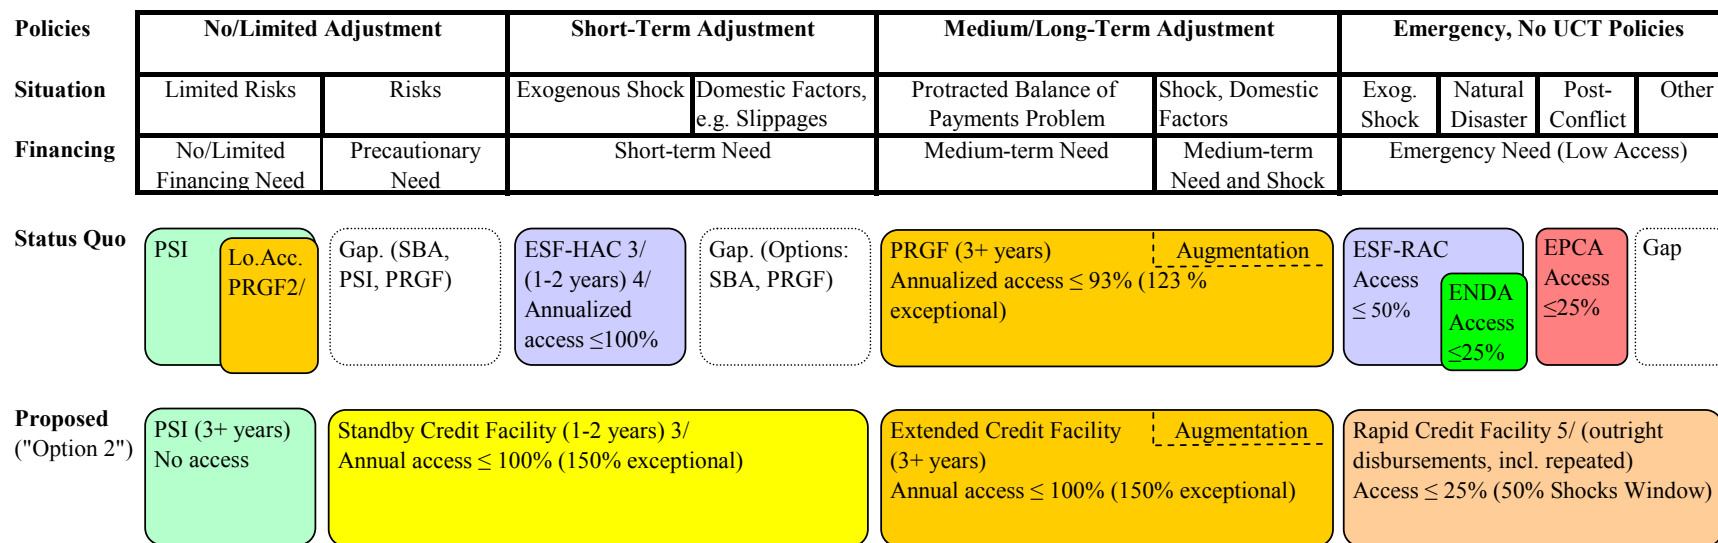 Policies
No/Limited Adjustment
Short-Term Adjustment
Medium/Long-Term Adjustment
Emergency, No UCT Policies
Situation
Limited Risks
Risks
Exogenous Shock
Domestic Factors,
e.g. Slippages
Protracted Balance of
Payments Problem
Shock, Domestic
Factors
Exog.
Shock
Natural
Disaster
Post-
Conflict
Other
Financing
No/Limited
Financing Need
Precautionary
Need
Short-term Need
Medium-term Need
Medium-term
Need and Shock
Emergency Need (Low Access)
Status Quo
PSI
Lo.Acc.
PRGF2/
Gap. (SBA,
PSI, PRGF)
ESF-HAC 3/
(1-2 years) 4/
Annualized
access ≤100%
Gap. (Options:
SBA, PRGF)
PRGF (3+ years)
Augmentation
Annualized access ≤ 93% (123 %
exceptional)
ESF-RAC
Access
≤ 50%
ENDA
Access
≤25%
EPCA
Access
≤25%
Gap
Proposed
("Option 2")
PSI (3+ years)
No access
Standby Credit Facility (1-2 years) 3/
Annual access ≤ 100% (150% exceptional)
Extended Credit Facility
(3+ years)
Augmentation
Annual access ≤ 100% (150% exceptional)
Rapid Credit Facility 5/ (outright
disbursements, incl. repeated)
Access ≤ 25% (50% Shocks Window)